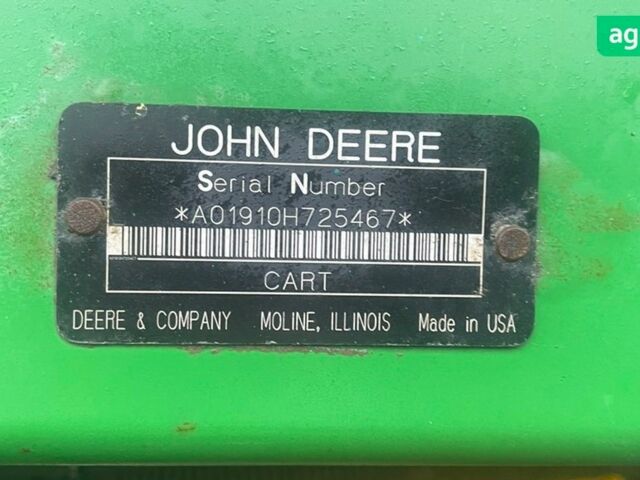 ag
JOHN DEERE
Serial Number
*A01910H725467*
CART
DEERE & COMPANY MOLINE, ILLINOIS Made in USA